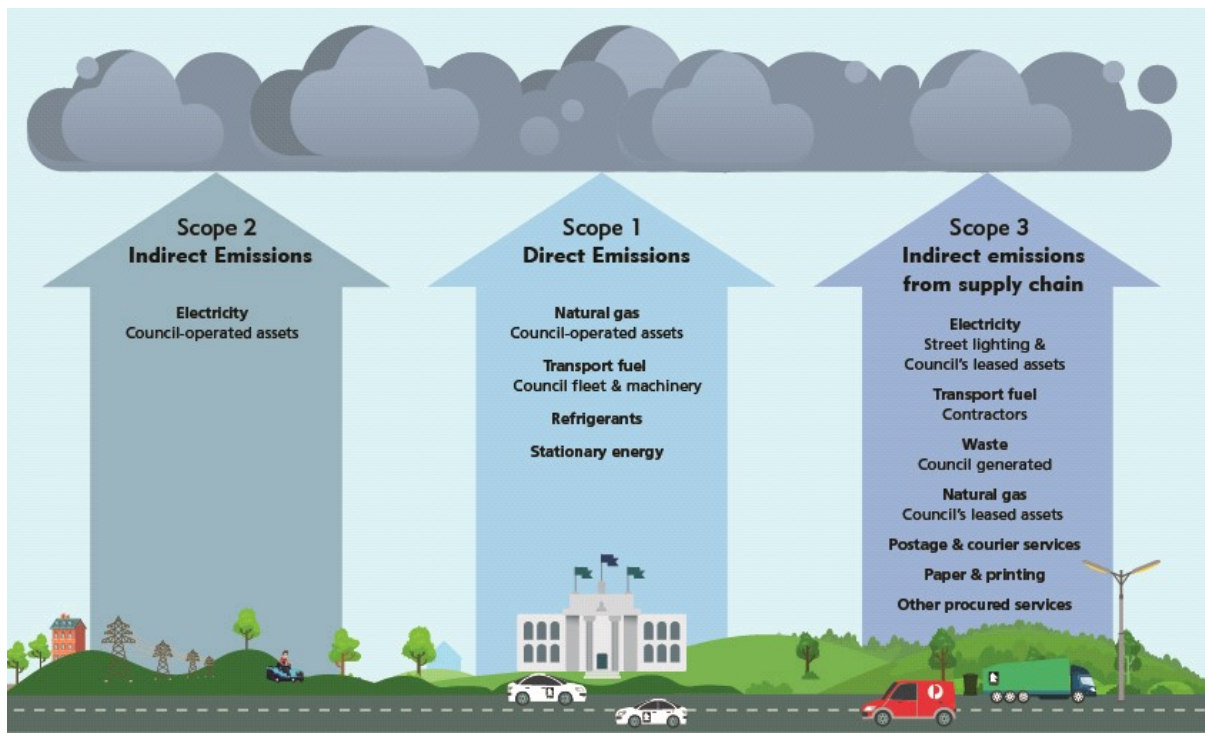 Scope 2
Indirect Emissions
Electricity
Council-operated assets
Scope 1
Direct Emissions
Natural gas
Council-operated assets
Transport fuel
Council fleet & machinery
Refrigerants
Stationary energy
Scope 3
Indirect emissions
from supply chain
Electricity
Street lighting &
Council's leased assets
Transport fuel
Contractors
Waste
Council generated
Natural gas
Council's leased assets
Postage & courier services
Paper & printing
Other procured services